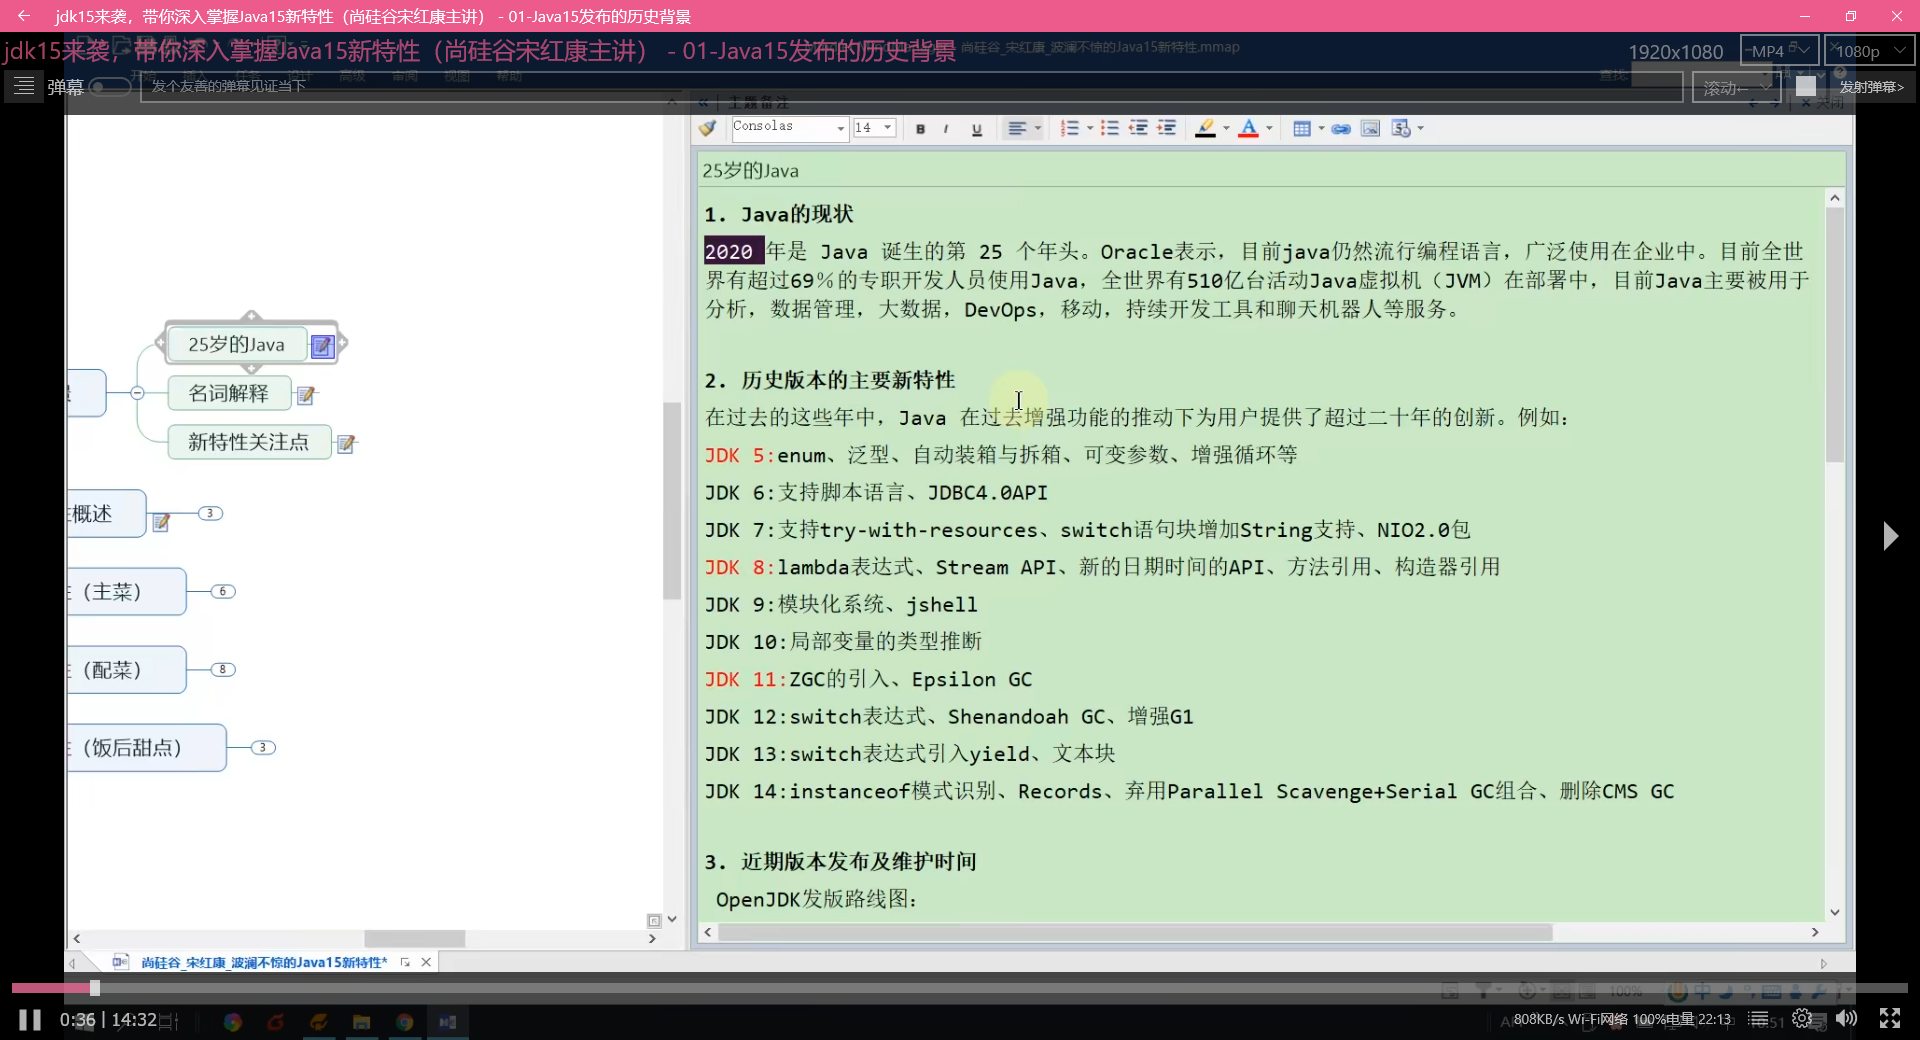 jdk15来袭，带你深入掌握Java15新特性（尚硅谷宋红康主讲） - 01-Java15发布的历史背景
jdk15来袭，带你深入掌握Java15新特性（尚硅谷宋红康主讲） - 01-Java15发布的历史背景
尚硅谷_宋红康_波澜不惊的Java15新特性.mmap
1920x1080
MP4
1080p
弹幕
发个友善的弹幕见证当下
滚动←
发射弹幕>
主题备注
关闭
Consolas
14
B I U
25岁的Java
1. Java的现状
2020 年是 Java 诞生的第 25 个年头。Oracle表示，目前java仍然流行编程语言，广泛使用在企业中。目前全世
界有超过69％的专职开发人员使用Java，全世界有510亿台活动Java虚拟机（JVM）在部署中，目前Java主要被用于
分析，数据管理，大数据，DevOps，移动，持续开发工具和聊天机器人等服务。
2. 历史版本的主要新特性
在过去的这些年中，Java 在过去增强功能的推动下为用户提供了超过二十年的创新。例如：
JDK 5:enum、泛型、自动装箱与拆箱、可变参数、增强循环等
JDK 6:支持脚本语言、JDBC4.0API
JDK 7:支持try-with-resources、switch语句块增加String支持、NIO2.0包
JDK 8:lambda表达式、Stream API、新的日期时间的API、方法引用、构造器引用
JDK 9:模块化系统、jshell
JDK 10:局部变量的类型推断
JDK 11:ZGC的引入、Epsilon GC
JDK 12:switch表达式、Shenandoah GC、增强G1
JDK 13:switch表达式引入yield、文本块
JDK 14:instanceof模式识别、Records、弃用Parallel Scavenge+Serial GC组合、删除CMS GC
3. 近期版本发布及维护时间
OpenJDK发版路线图：
25岁的Java
名词解释
新特性关注点
概述
3
（主菜）
6
（配菜）
8
（饭后甜点）
3
尚硅谷_宋红康_波澜不惊的Java15新特性*
100%
中
0:36 | 14:32
808KB/s Wi-Fi网络 100%电量 22:13